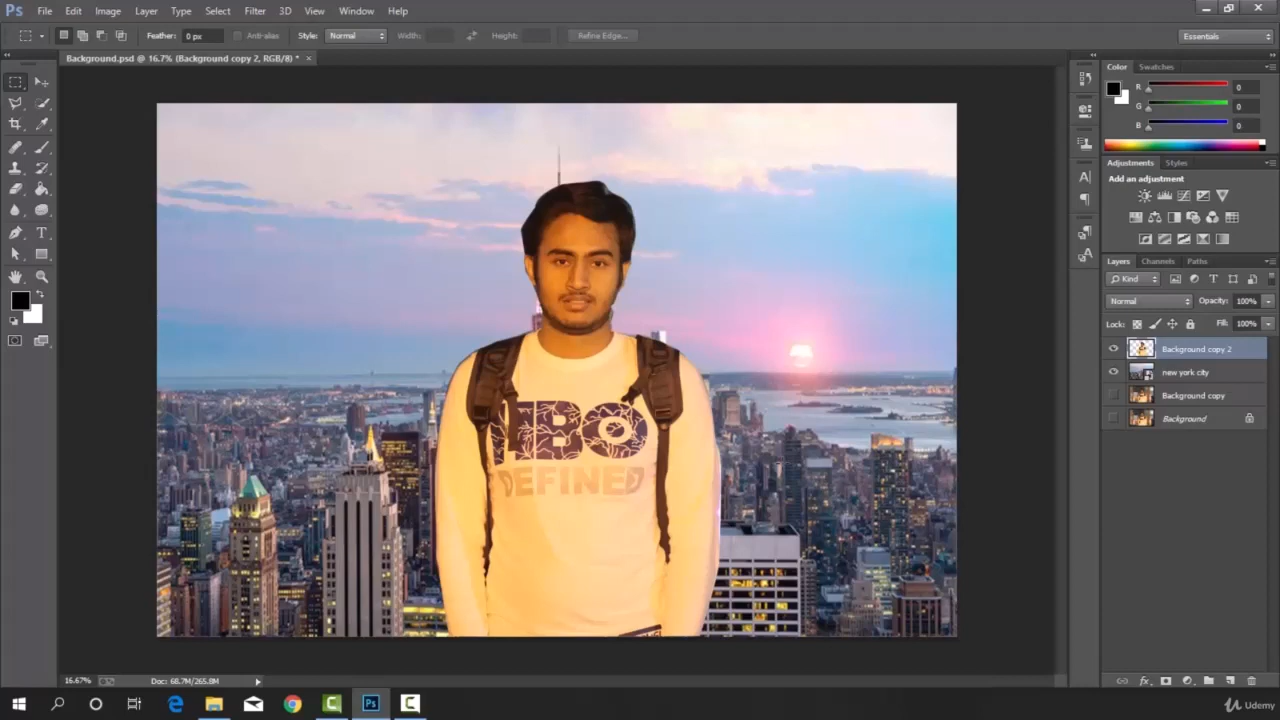 Ps File Edit Image Layer Type Select Filter 3D View Window Help
Feather: 0 px Anti-alias Style: Normal Width: Height: Refine Edge... Essentials
Background.psd @ 16.7% (Background copy 2, RGB/8) * ×
Color Swatches
R 0
G 0
B 0
Adjustments Styles
Add an adjustment
Layers Channels Paths
Kind
Normal Opacity: 100%
Lock: Fill: 100%
Background copy 2
new york city
Background copy
Background
DEFINED
16.67% Doc: 68.7M/265.8M
Ps
Udemy